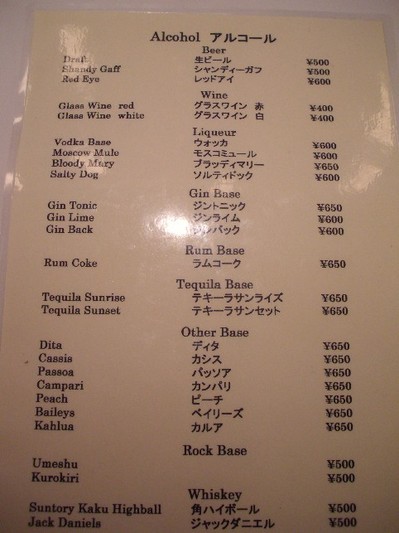 Alcohol アルコール
Beer
Draft 生ビール ¥500
Shandy Gaff シャンディーガフ ¥500
Red Eye レッドアイ ¥600
Wine
Glass Wine red グラスワイン 赤 ¥400
Glass Wine white グラスワイン 白 ¥400
Liqueur
Vodka Base ウォッカ ¥600
Moscow Mule モスコミュール ¥600
Bloody Mary ブラッディマリー ¥650
Salty Dog ソルティドック ¥600
Gin Base
Gin Tonic ジントニック ¥650
Gin Lime ジンライム ¥600
Gin Back ジンバック ¥600
Rum Base
Rum Coke ラムコーク ¥650
Tequila Base
Tequila Sunrise テキーラサンライズ ¥650
Tequila Sunset テキーラサンセット ¥650
Other Base
Dita ディタ ¥650
Cassis カシス ¥650
Passoa パッソア ¥650
Campari カンパリ ¥650
Peach ピーチ ¥650
Baileys ベイリーズ ¥650
Kahlua カルア ¥650
Rock Base
Umeshu ¥500
Kurokiri ¥500
Whiskey
Suntory Kaku Highball 角ハイボール ¥500
Jack Daniels ジャックダニエル ¥500